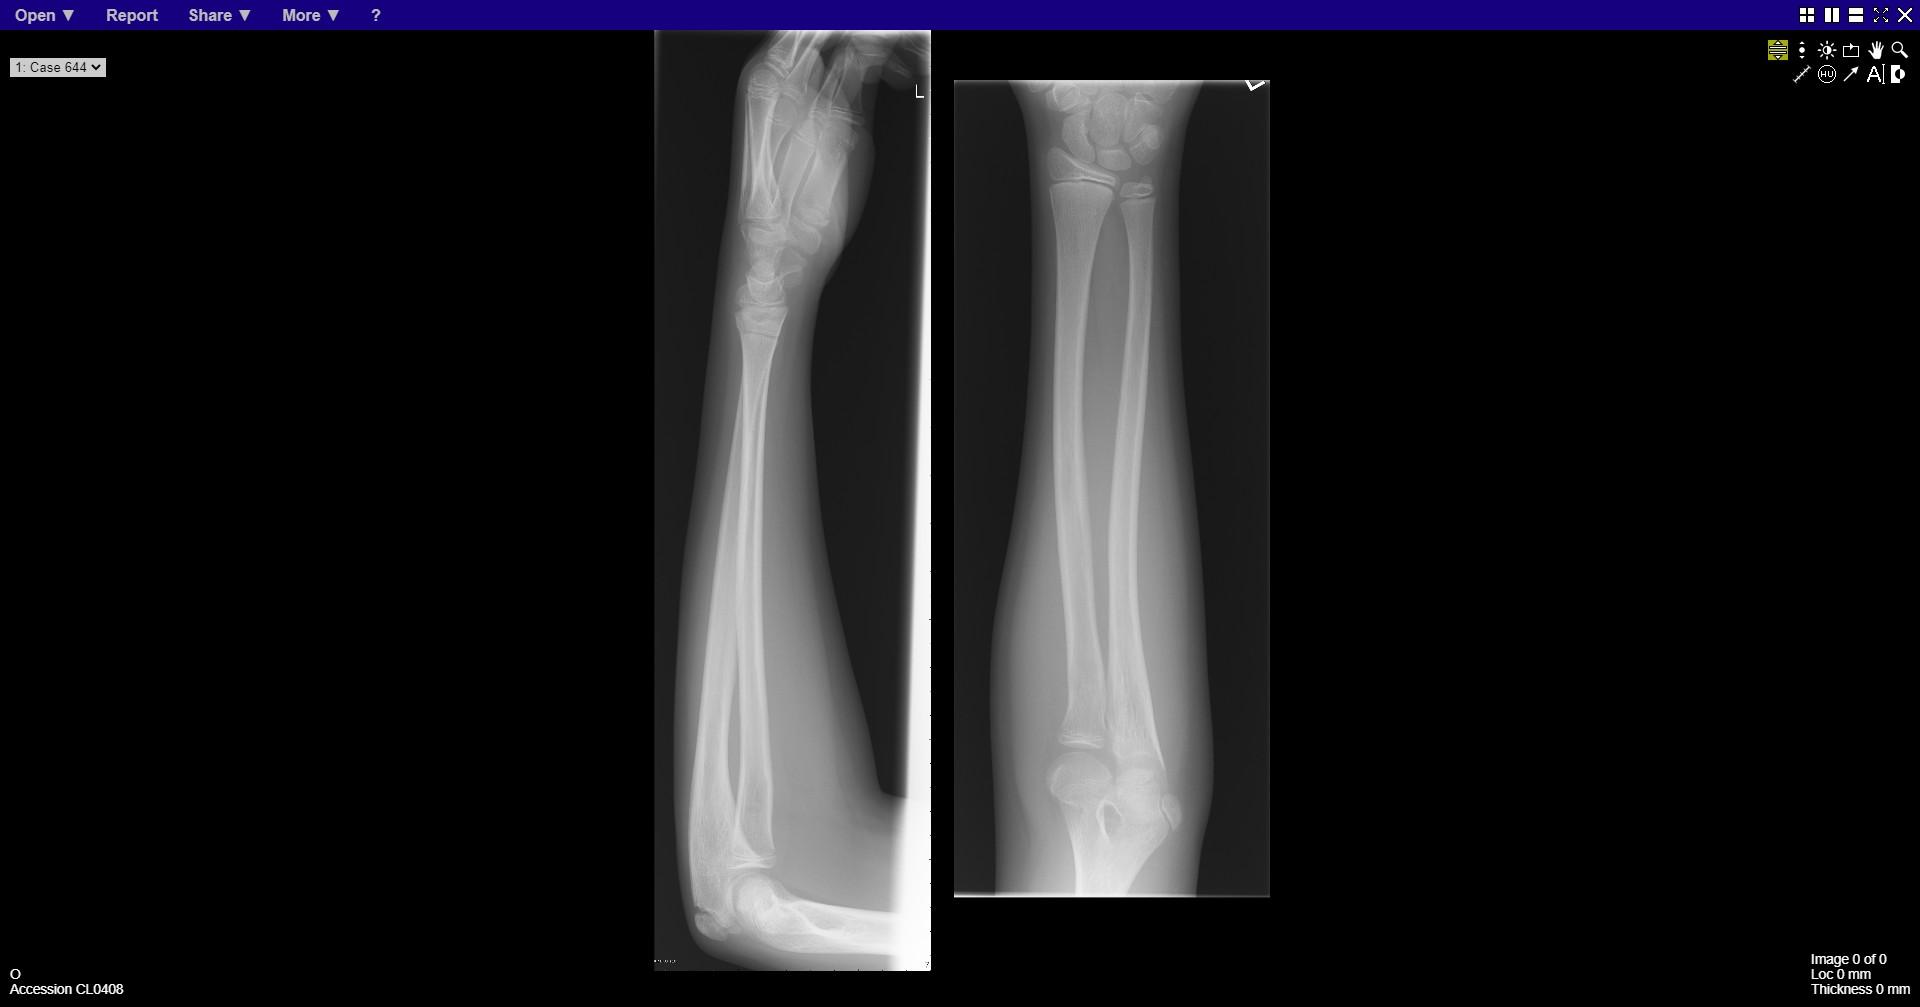 Open ▼ Report Share ▼ More ▼ ?
1: Case 644
HU
A
L
L
O
Accession CL0408
Image 0 of 0
Loc 0 mm
Thickness 0 mm